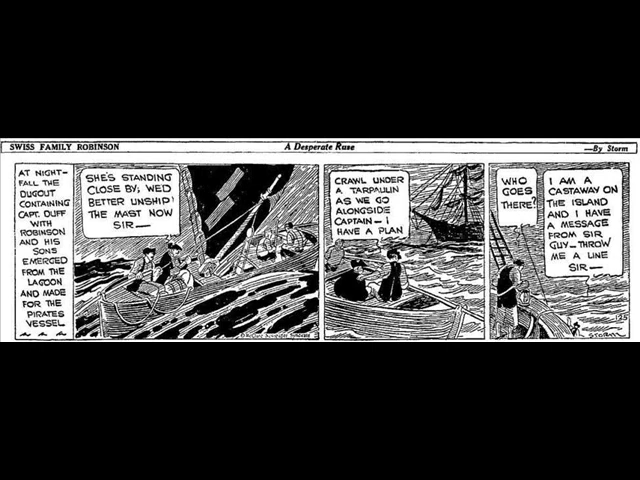 SWISS FAMILY ROBINSON
A Desperate Ruse
—By Storm
AT NIGHT-
FALL THE
DUGOUT
CONTAINING
CAPT. DUFF
WITH
ROBINSON
AND HIS
SONS
EMERGED
FROM THE
LAGOON
AND MADE
FOR THE
PIRATES
VESSEL
SHE'S STANDING
CLOSE BY; WE'D
BETTER UNSHIP
THE MAST NOW
SIR—
CRAWL UNDER
A TARPAULIN
AS WE GO
ALONGSIDE
CAPTAIN — I
HAVE A PLAN
WHO
GOES
THERE?
I AM A
CASTAWAY ON
THE ISLAND
AND I HAVE
A MESSAGE
FROM SIR
GUY — THROW
ME A LINE
SIR —
125
STORM